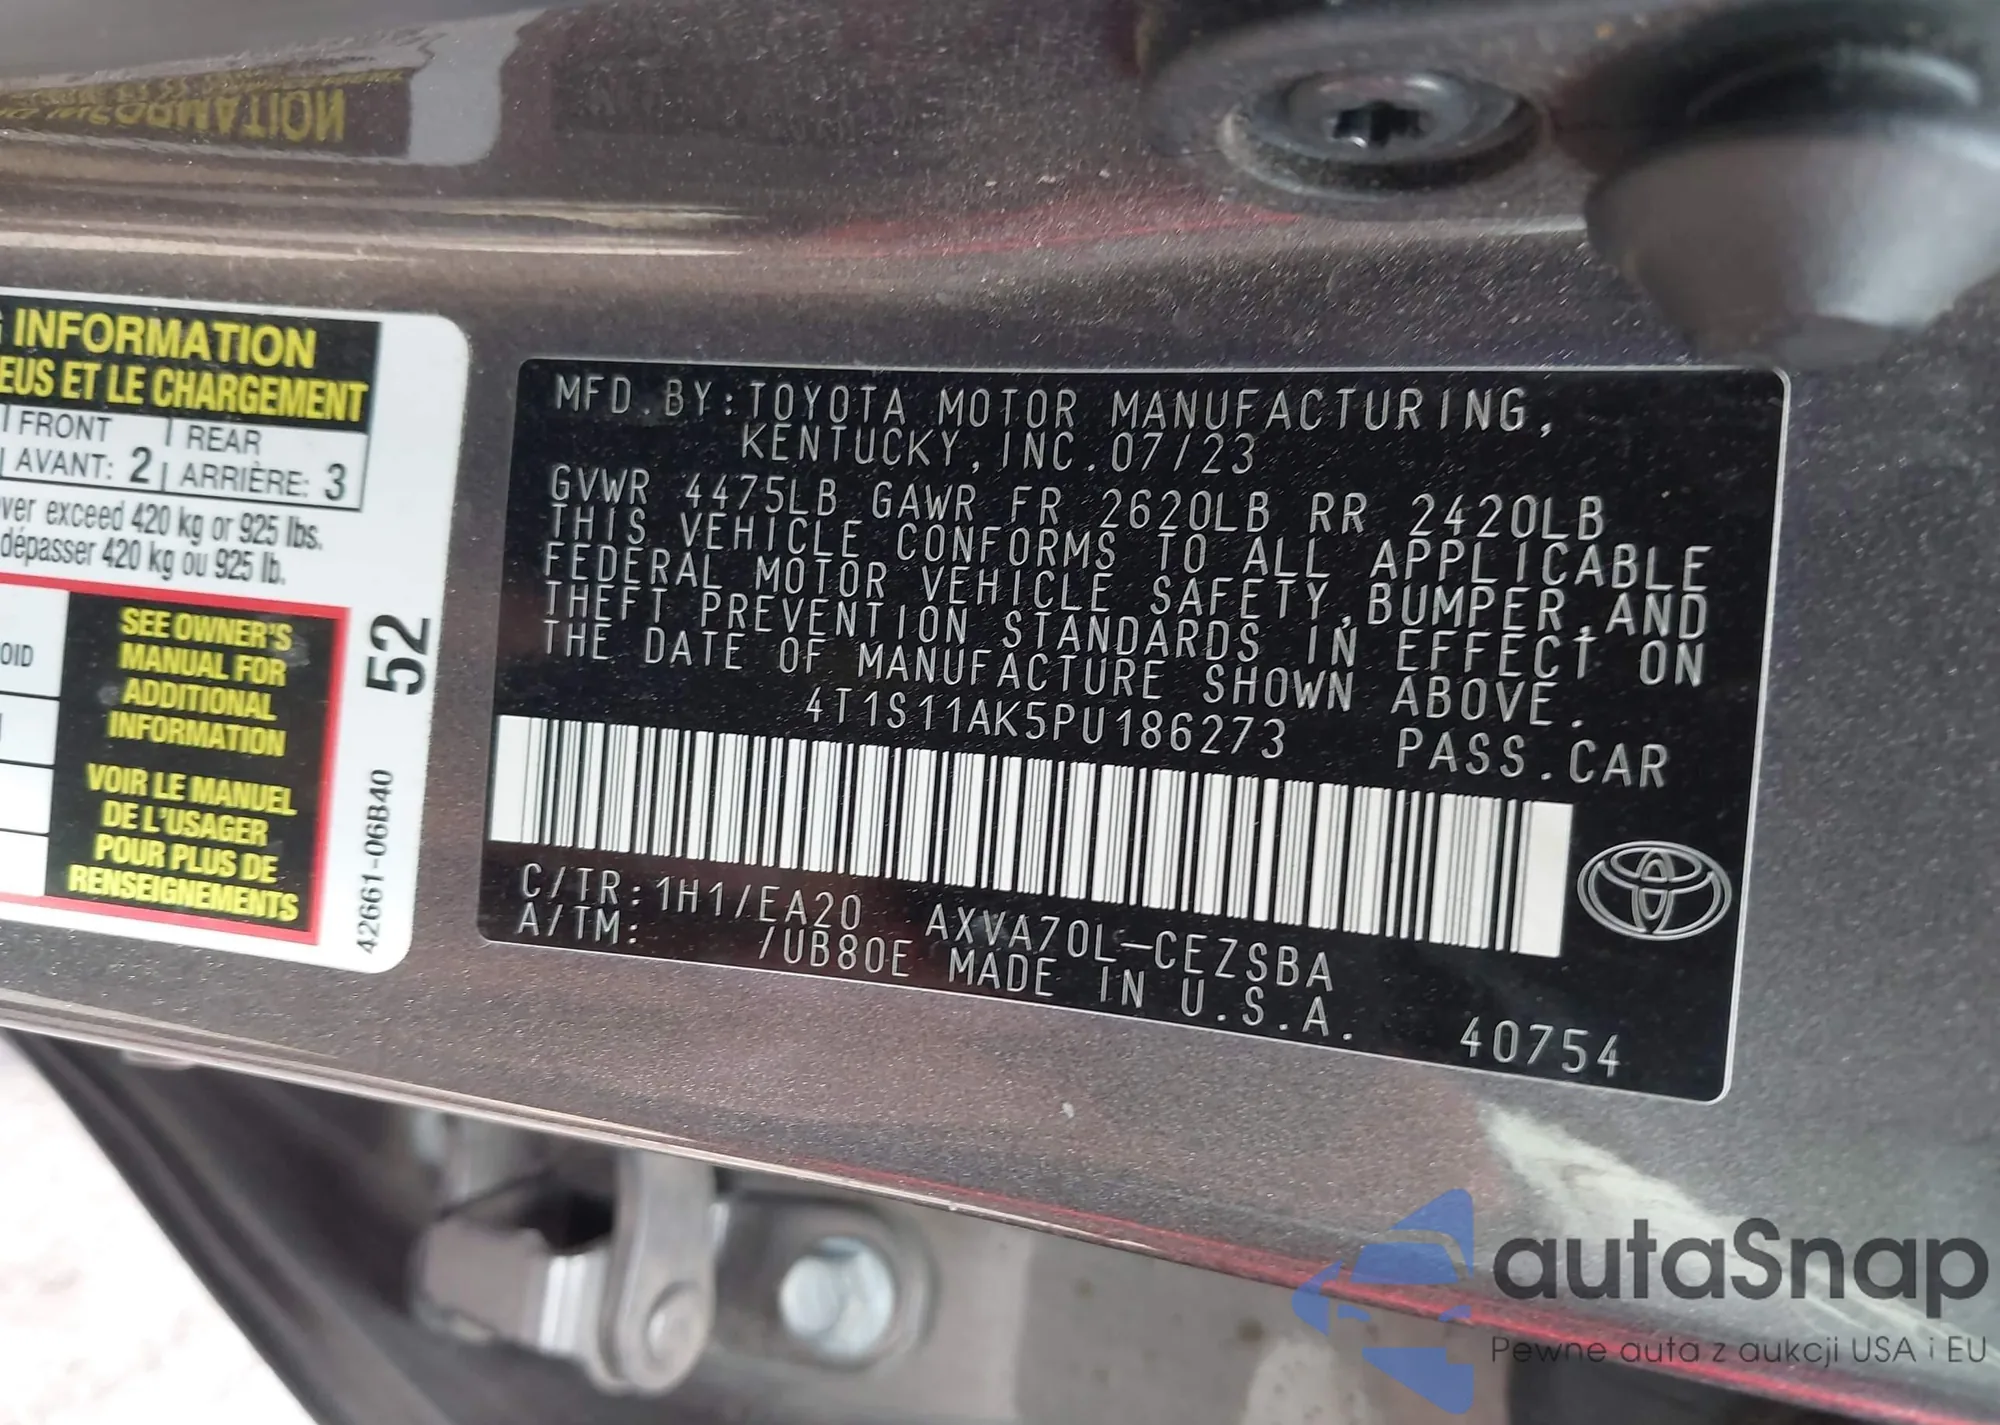 INFORMATION
EUS ET LE CHARGEMENT
FRONT REAR
AVANT: 2 ARRIÈRE: 3
ver exceed 420 kg or 925 lbs.
dépasser 420 kg ou 925 lb.
OID
SEE OWNER'S
MANUAL FOR
ADDITIONAL
INFORMATION
VOIR LE MANUEL
DE L'USAGER
POUR PLUS DE
RENSEIGNEMENTS
52
42661-06B40
MFD. BY: TOYOTA MOTOR MANUFACTURING,
KENTUCKY, INC. 07/23
GVWR 4475LB GAWR FR 2620LB RR 2420LB
THIS VEHICLE CONFORMS TO ALL APPLICABLE
FEDERAL MOTOR VEHICLE SAFETY, BUMPER, AND
THEFT PREVENTION STANDARDS IN EFFECT ON
THE DATE OF MANUFACTURE SHOWN ABOVE.
4T1S11AK5PU186273 PASS. CAR
C/TR: 1H1/EA20 AXVA70L-CEZSBA
A/TM: /UB80E MADE IN U.S.A.
40754
autaSnap
Pewne auta z aukcji USA i EU